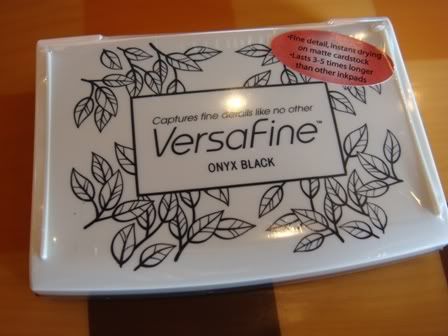 •Fine detail, instant drying
on matte cardstock
•Lasts 3-5 times longer
than other inkpads
Captures fine details like no other
VersaFine™
ONYX BLACK